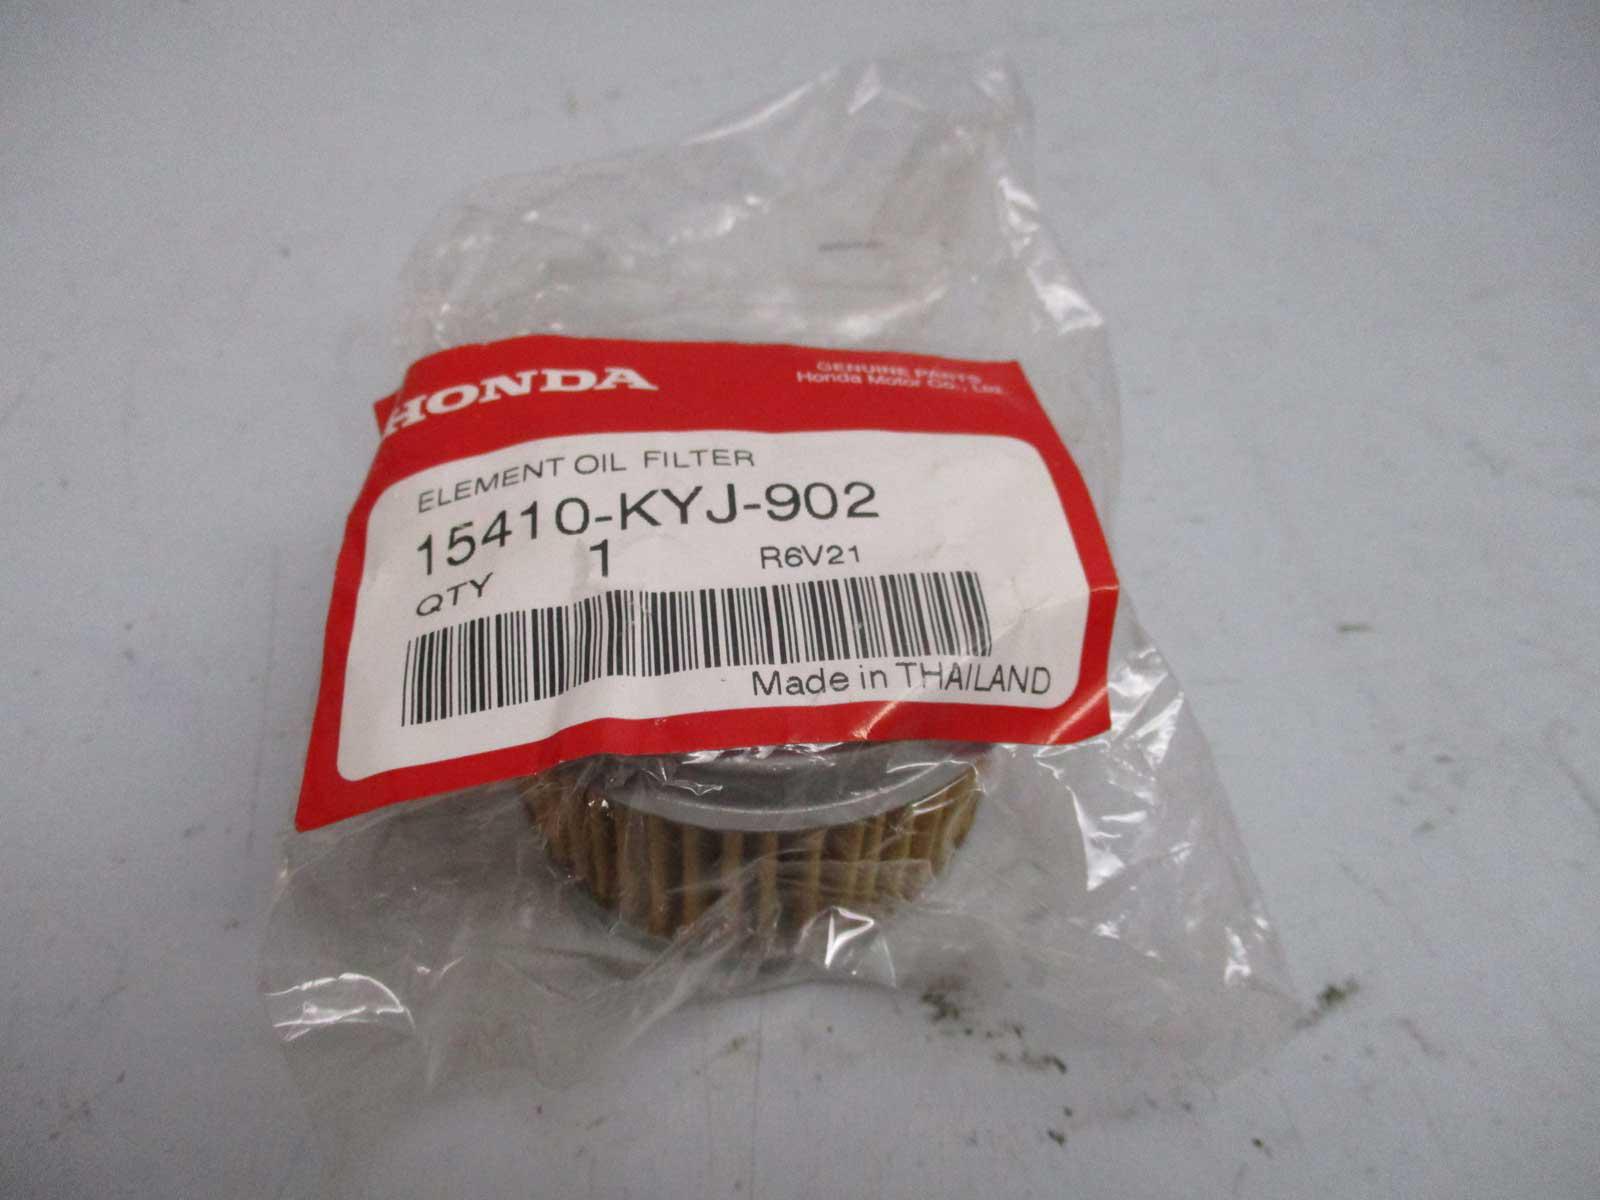 HONDA
GENUINE PARTS
Honda Motor Co., Ltd.
ELEMENT OIL FILTER
15410-KYJ-902
QTY 1 R6V21
Made in THAILAND